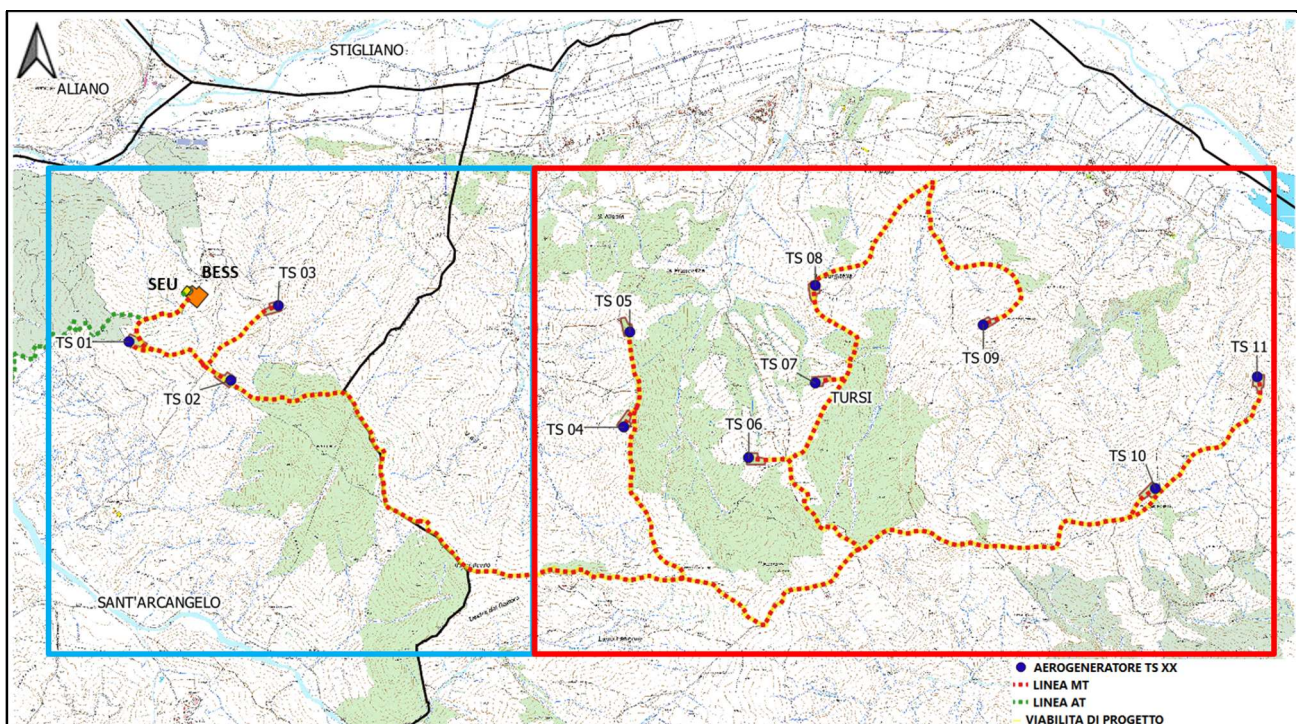 STIGLIANO
ALIANO
SEU
BESS
TS 03
TS 08
TS 05
TS 01
TS 09
TS 02
TS 07
TS 11
TURSI
TS 04
TS 06
TS 10
SANT'ARCANGELO
AEROGENERATORE TS XX
LINEA MT
LINEA AT
VIABILITA DI PROGETTO